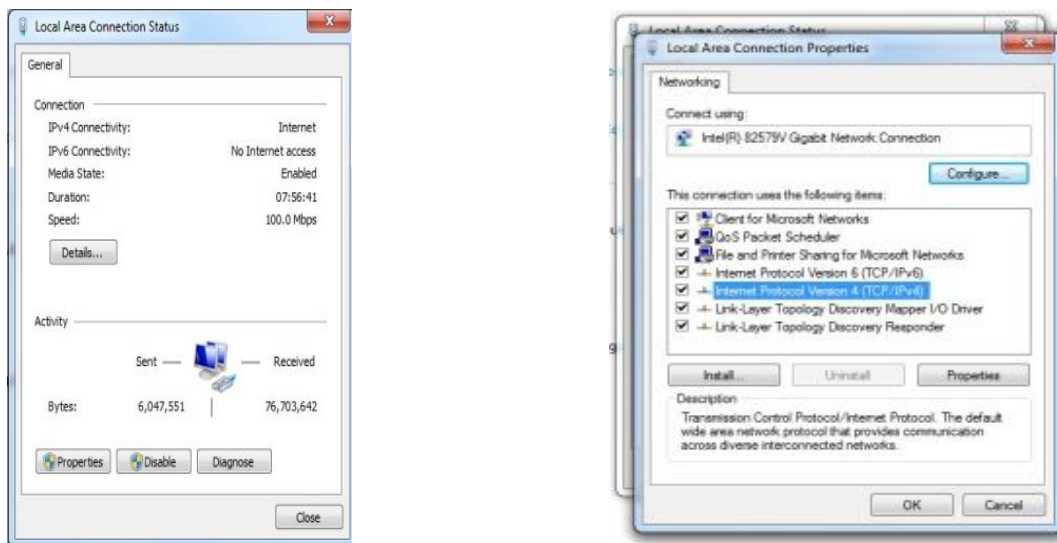 Local Area Connection Status
General
Connection
IPv4 Connectivity: Internet
IPv6 Connectivity: No Internet access
Media State: Enabled
Duration: 07:56:41
Speed: 100.0 Mbps
Details...
Activity
Sent Received
Bytes: 6,047,551 76,703,642
Properties Disable Diagnose
Close
Local Area Connection Status
Local Area Connection Properties
Networking
Connect using:
Intel(R) 82579V Gigabit Network Connection
Configure...
This connection uses the following items:
Client for Microsoft Networks
QoS Packet Scheduler
File and Printer Sharing for Microsoft Networks
Internet Protocol Version 6 (TCP/IPv6)
Internet Protocol Version 4 (TCP/IPv4)
Link-Layer Topology Discovery Mapper I/O Driver
Link-Layer Topology Discovery Responder
Install... Uninstall Properties
Description
Transmission Control Protocol/Internet Protocol. The default
wide area network protocol that provides communication
across diverse interconnected networks.
OK Cancel